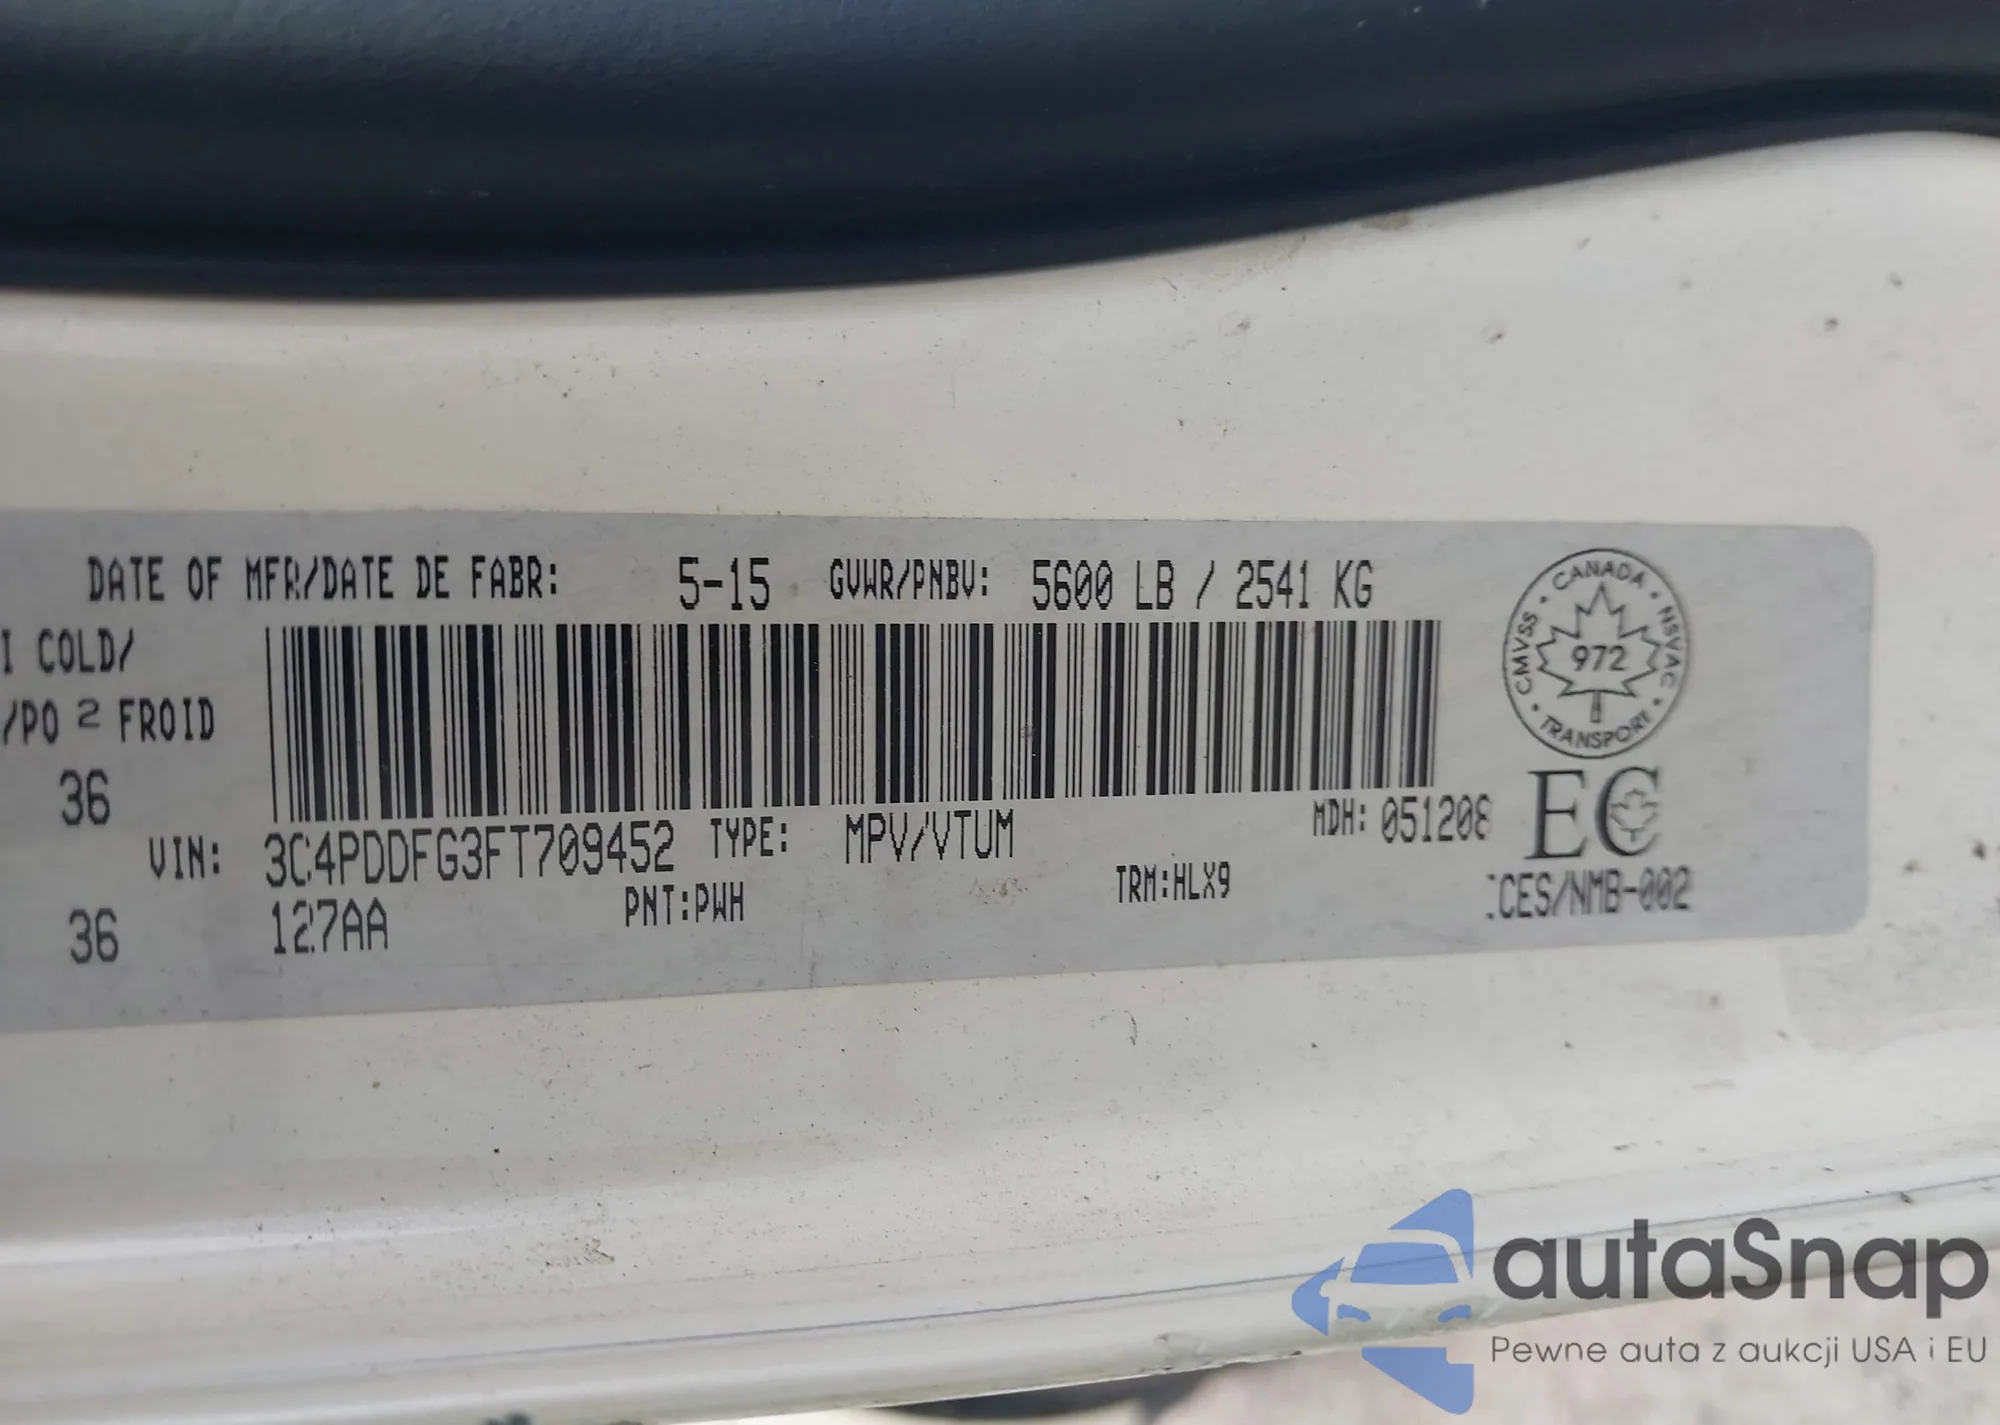 DATE OF MFR/DATE DE FABR: 5-15 GVWR/PNBV: 5600 LB / 2541 KG
I COLD/
/PO 2 FROID
36
VIN: 3C4PDDFG3FT709452 TYPE: MPV/VTUM MDH: 051208
36 127AA PNT:PWH TRM:HLX9
CANADA • NSVAC • TRANSPORT • CMVSS •
972
EC
CES/NMB-002
autaSnap
Pewne auta z aukcji USA i EU